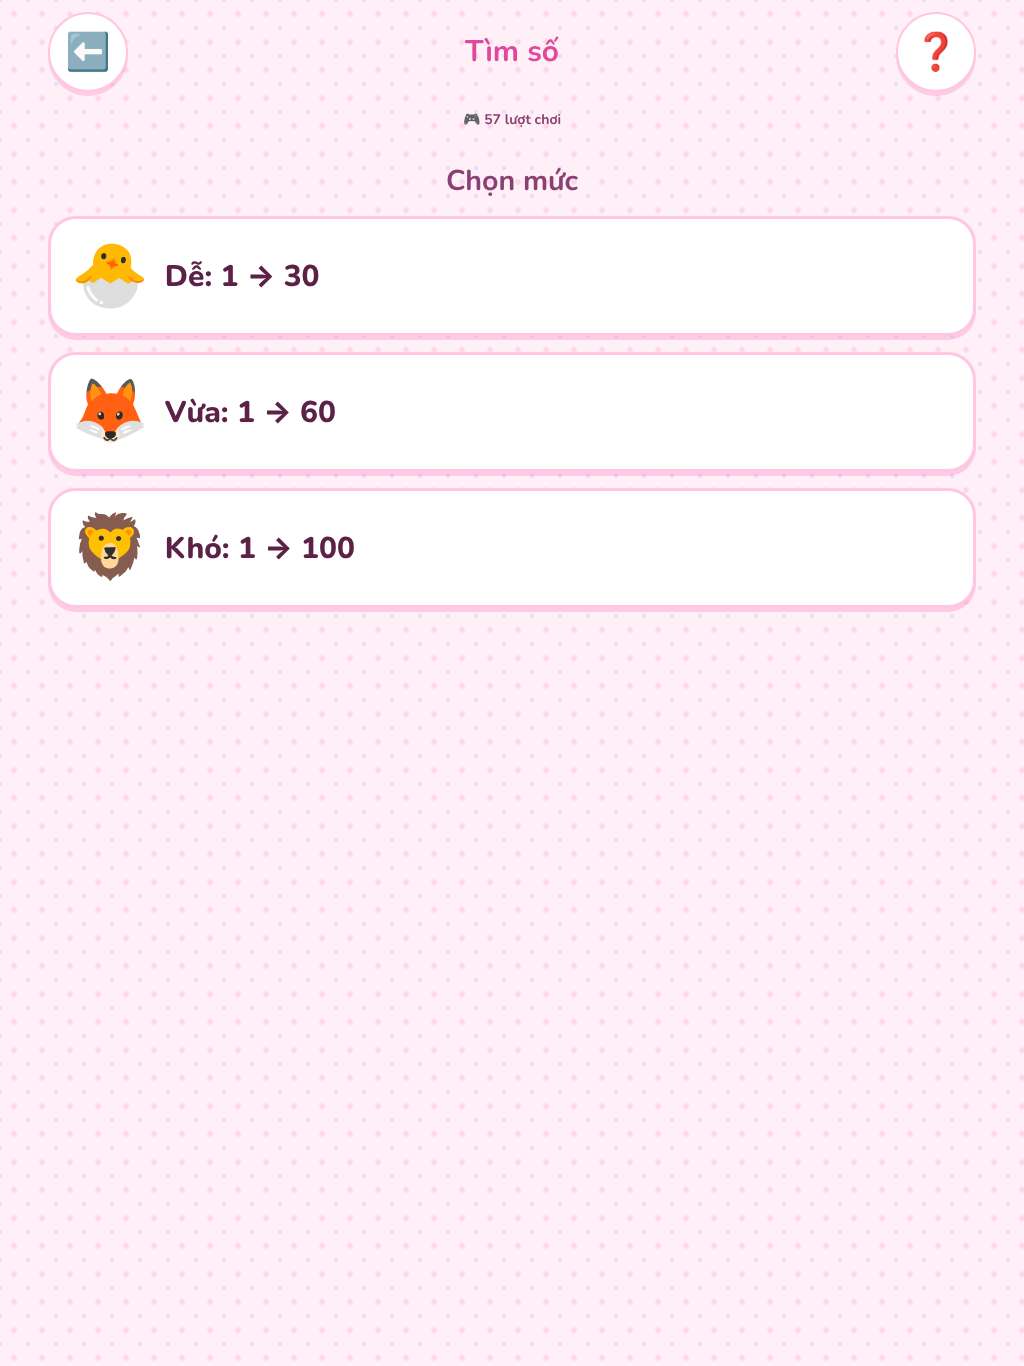 Tìm số
57 lượt chơi
Chọn mức
Dễ: 1 → 30
Vừa: 1 → 60
Khó: 1 → 100